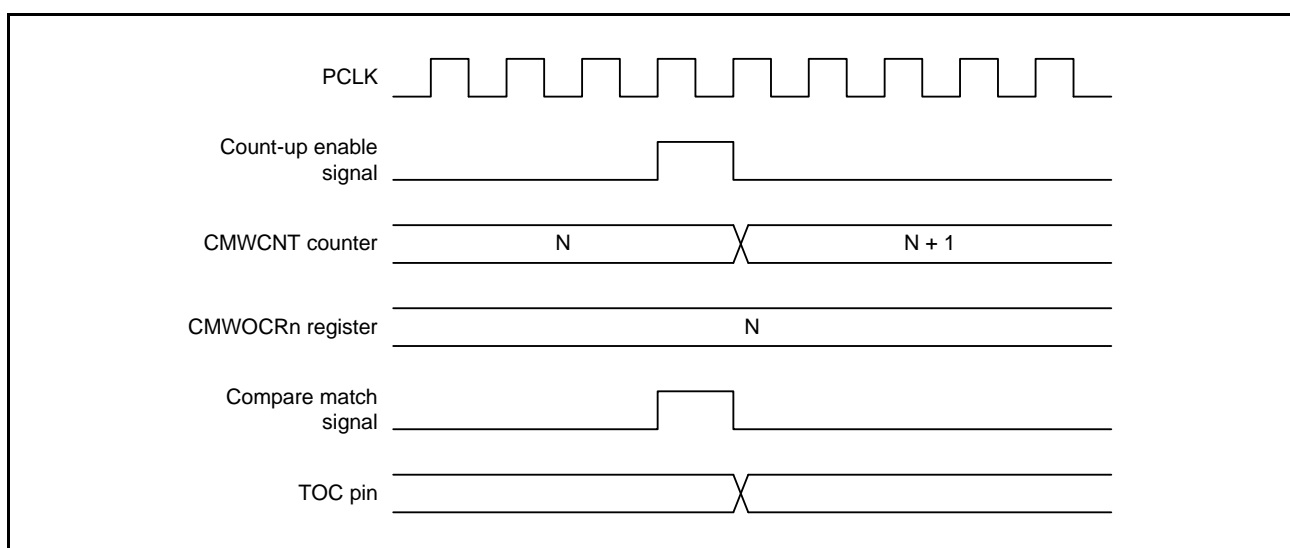 PCLK
Count-up enable
signal
CMWCNT counter
N
N + 1
CMWOCRn register
N
Compare match
signal
TOC pin